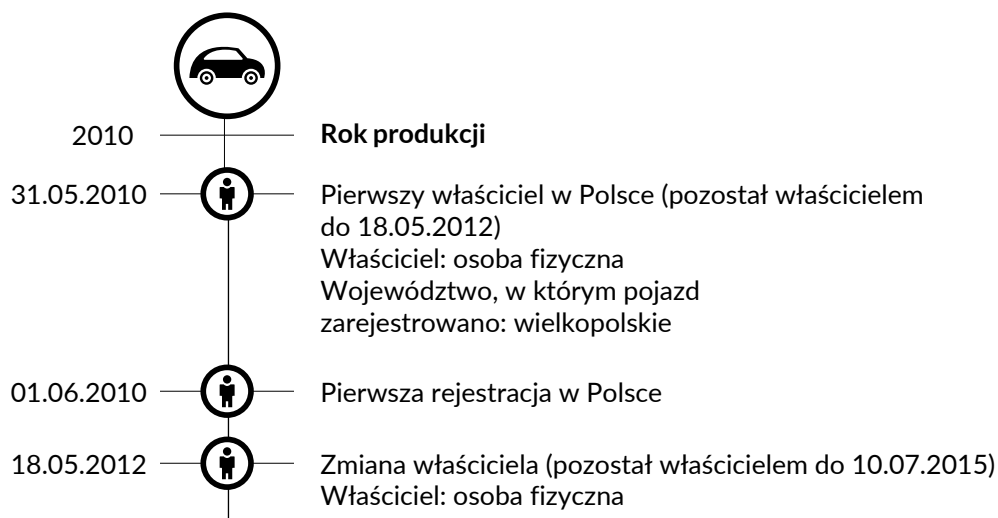 2010 Rok produkcji
31.05.2010 Pierwszy właściciel w Polsce (pozostał właścicielem
do 18.05.2012)
Właściciel: osoba fizyczna
Województwo, w którym pojazd
zarejestrowano: wielkopolskie
01.06.2010 Pierwsza rejestracja w Polsce
18.05.2012 Zmiana właściciela (pozostał właścicielem do 10.07.2015)
Właściciel: osoba fizyczna